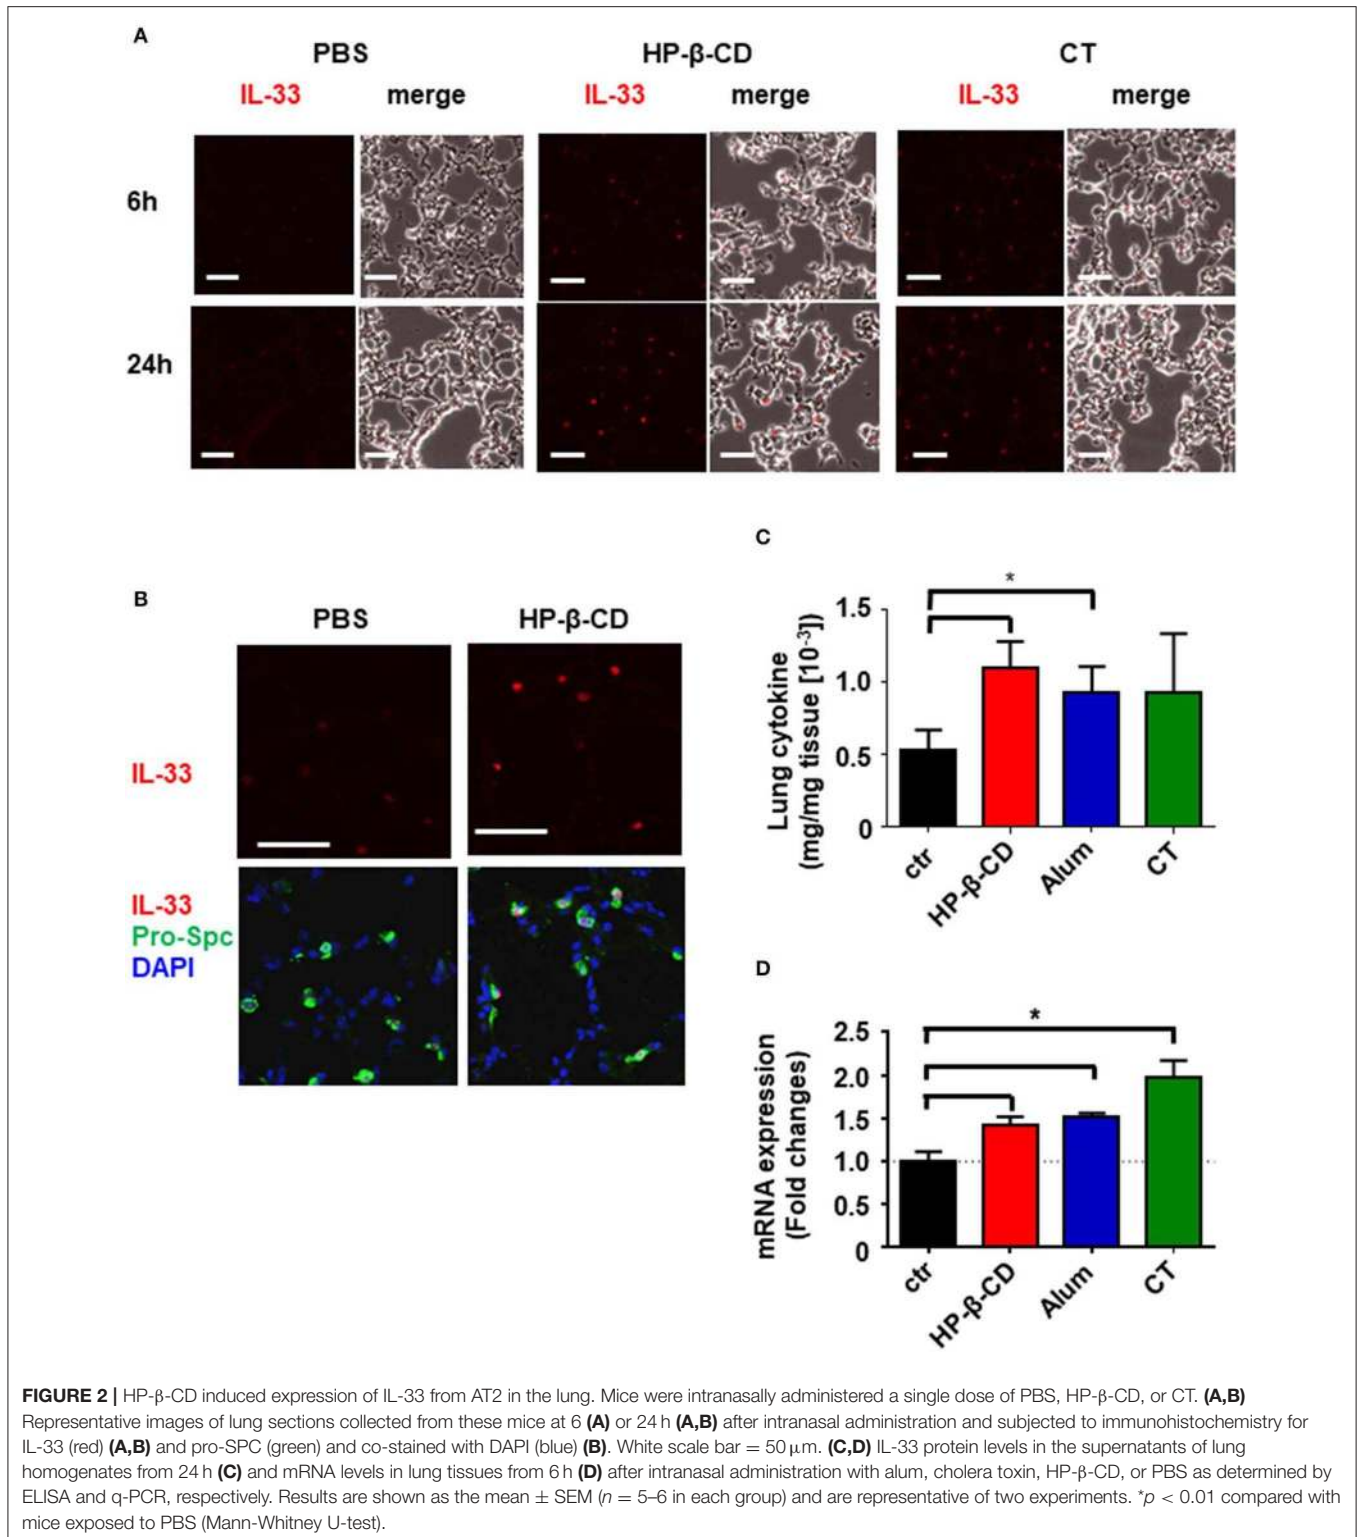 A
PBS HP-β-CD CT
IL-33 merge IL-33 merge IL-33 merge
6h
24h
B
PBS HP-β-CD
IL-33
IL-33
Pro-Spc
DAPI
C
*
Lung cytokine
(mg/mg tissue [10⁻³])
1.5
1.0
0.5
0
ctr HP-β-CD Alum CT
D
*
mRNA expression
(Fold changes)
2.5
2.0
1.5
1.0
0.5
0
ctr HP-β-CD Alum CT
FIGURE 2 | HP-β-CD induced expression of IL-33 from AT2 in the lung. Mice were intranasally administered a single dose of PBS, HP-β-CD, or CT. (A,B)
Representative images of lung sections collected from these mice at 6 (A) or 24 h (A,B) after intranasal administration and subjected to immunohistochemistry for
IL-33 (red) (A,B) and pro-SPC (green) and co-stained with DAPI (blue) (B). White scale bar = 50 μm. (C,D) IL-33 protein levels in the supernatants of lung
homogenates from 24 h (C) and mRNA levels in lung tissues from 6 h (D) after intranasal administration with alum, cholera toxin, HP-β-CD, or PBS as determined by
ELISA and q-PCR, respectively. Results are shown as the mean ± SEM (n = 5–6 in each group) and are representative of two experiments. *p < 0.01 compared with
mice exposed to PBS (Mann-Whitney U-test).